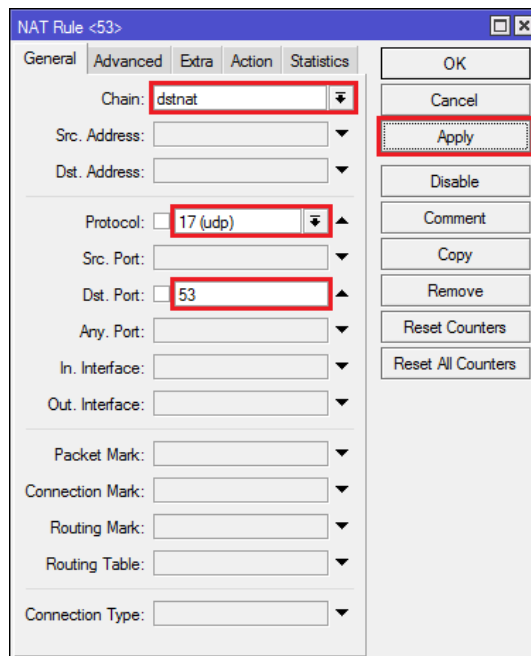 NAT Rule <53>
General Advanced Extra Action Statistics
Chain: dstnat
Src. Address:
Dst. Address:
Protocol: 17 (udp)
Src. Port:
Dst. Port: 53
Any. Port:
In. Interface:
Out. Interface:
Packet Mark:
Connection Mark:
Routing Mark:
Routing Table:
Connection Type:
OK
Cancel
Apply
Disable
Comment
Copy
Remove
Reset Counters
Reset All Counters